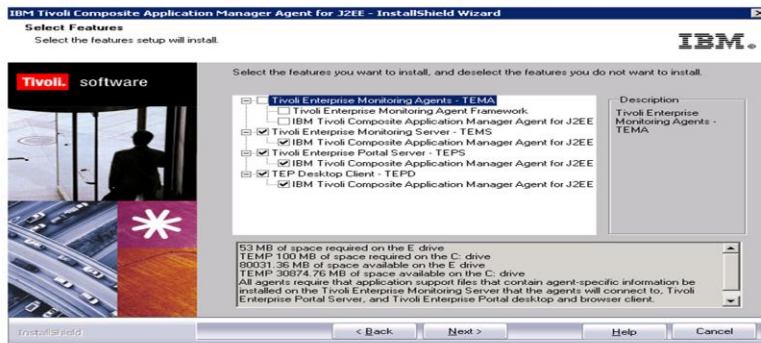 IBM Tivoli Composite Application Manager Agent for J2EE - InstallShield Wizard
Select Features
Select the features setup will install.
IBM®
Tivoli. software
Select the features you want to install, and deselect the features you do not want to install.
Tivoli Enterprise Monitoring Agents - TEMA
Tivoli Enterprise Monitoring Agent Framework
IBM Tivoli Composite Application Manager Agent for J2EE
Tivoli Enterprise Monitoring Server - TEMS
IBM Tivoli Composite Application Manager Agent for J2EE
Tivoli Enterprise Portal Server - TEPS
IBM Tivoli Composite Application Manager Agent for J2EE
TEP Desktop Client - TEPD
IBM Tivoli Composite Application Manager Agent for J2EE
Description
Tivoli Enterprise
Monitoring Agents -
TEMA
53 MB of space required on the E drive
TEMP 100 MB of space required on the C: drive
80031.36 MB of space available on the E drive
TEMP 30874.76 MB of space available on the C: drive
All agents require that application support files that contain agent-specific information be
installed on the Tivoli Enterprise Monitoring Server that the agents will connect to, Tivoli
Enterprise Portal Server, and Tivoli Enterprise Portal desktop and browser client.
InstallShield
< Back
Next >
Help
Cancel